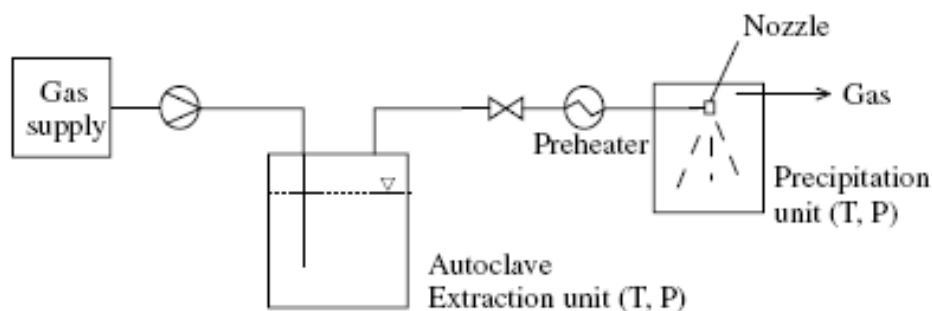 Nozzle
Gas
supply
Gas
Preheater
Precipitation
unit (T, P)
Autoclave
Extraction unit (T, P)